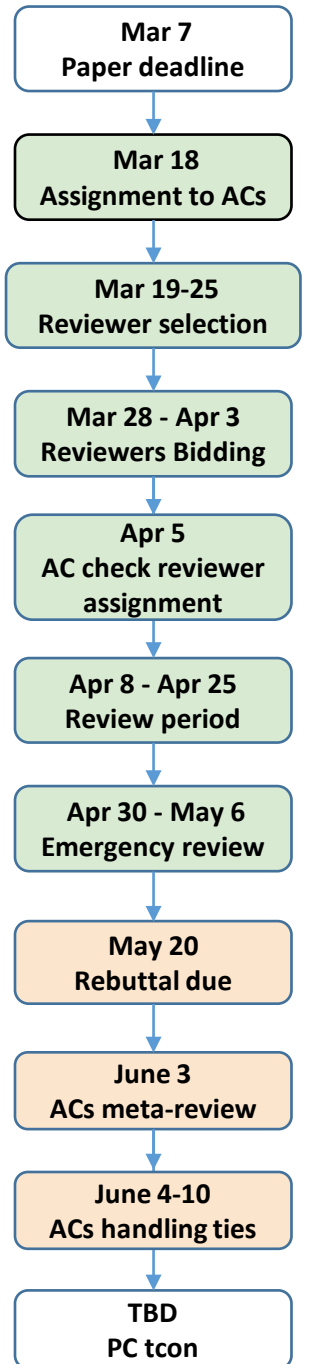 Mar 7
Paper deadline
Mar 18
Assignment to ACs
Mar 19-25
Reviewer selection
Mar 28 - Apr 3
Reviewers Bidding
Apr 5
AC check reviewer
assignment
Apr 8 - Apr 25
Review period
Apr 30 - May 6
Emergency review
May 20
Rebuttal due
June 3
ACs meta-review
June 4-10
ACs handling ties
TBD
PC tcon